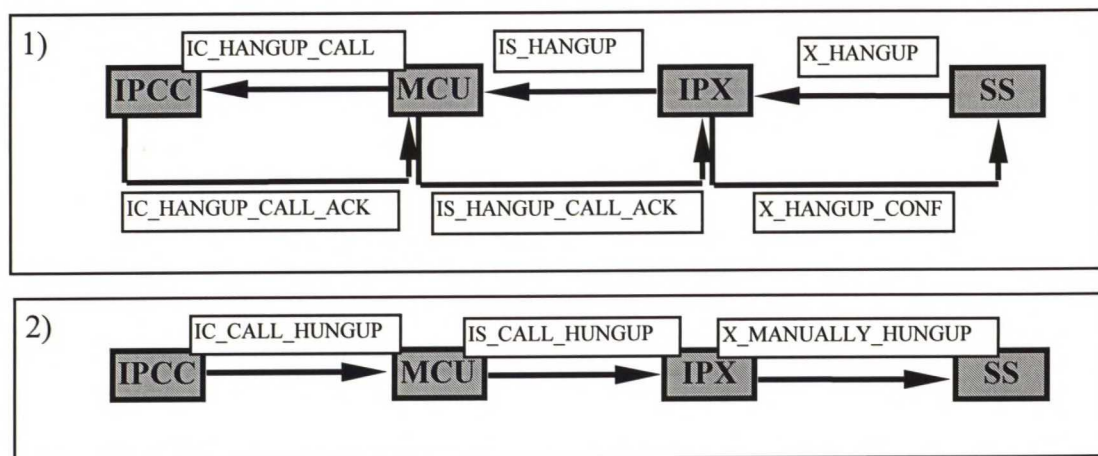 1)
IC_HANGUP_CALL
IS_HANGUP
X_HANGUP
IPCC
MCU
IPX
SS
IC_HANGUP_CALL_ACK
IS_HANGUP_CALL_ACK
X_HANGUP_CONF
2)
IC_CALL_HUNGUP
IS_CALL_HUNGUP
X_MANUALLY_HUNGUP
IPCC
MCU
IPX
SS